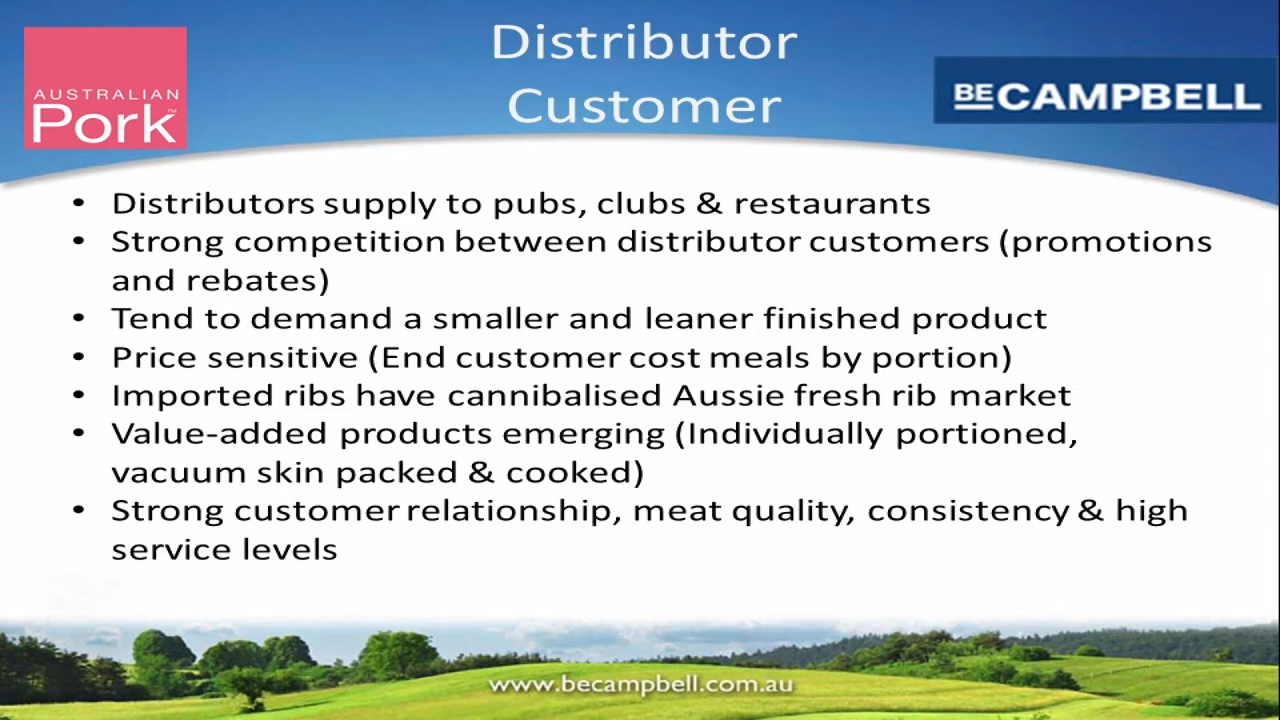 Distributor
Customer
AUSTRALIAN
Pork™
BECAMPBELL
• Distributors supply to pubs, clubs & restaurants
• Strong competition between distributor customers (promotions
and rebates)
• Tend to demand a smaller and leaner finished product
• Price sensitive (End customer cost meals by portion)
• Imported ribs have cannibalised Aussie fresh rib market
• Value-added products emerging (Individually portioned,
vacuum skin packed & cooked)
• Strong customer relationship, meat quality, consistency & high
service levels
www.becampbell.com.au